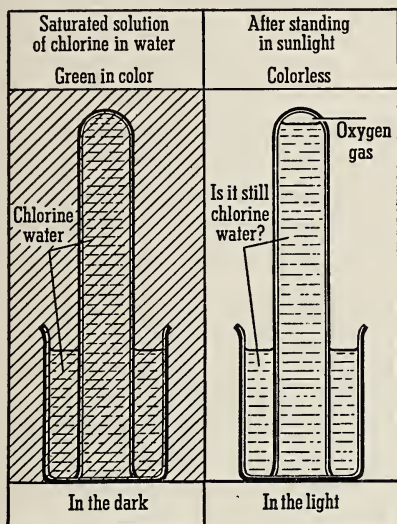 Saturated solution
of chlorine in water
Green in color
After standing
in sunlight
Colorless
Chlorine
water
Oxygen
gas
Is it still
chlorine
water?
In the dark
In the light